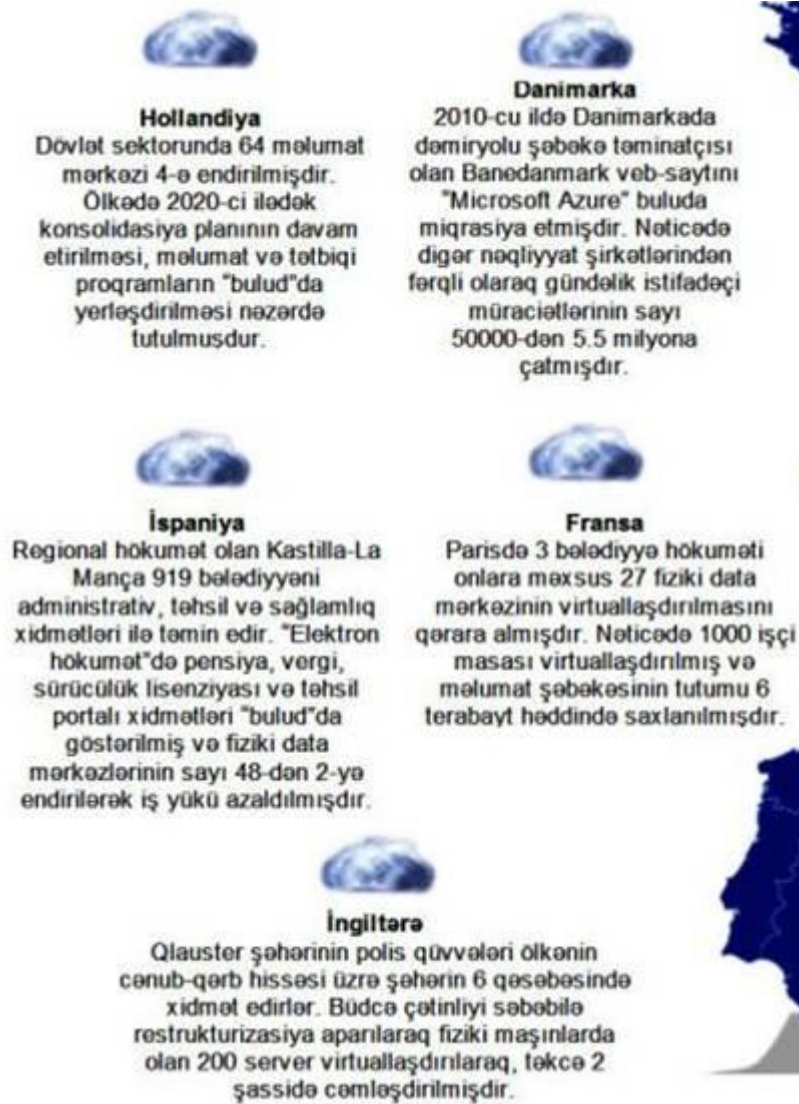 Hollandiya
Dövlət sektorunda 64 məlumat
mərkəzi 4-ə endirilmişdir.
Ölkədə 2020-ci ilədək
konsolidasiya planının davam
etirilməsi, məlumat və tətbiqi
proqramların "bulud"da
yerləşdirilməsi nəzərdə
tutulmuşdur.
Danimarka
2010-cu ildə Danimarkada
dəmiryolu şəbəkə təminatçısı
olan Banedanmark veb-saytını
"Microsoft Azure" buluda
miqrasiya etmişdir. Nəticədə
digər nəqliyyat şirkətlərindən
fərqli olaraq gündəlik istifadəçi
müraciətlərinin sayı
50000-dən 5.5 milyona
çatmışdır.
İspaniya
Regional hökumət olan Kastilla-La
Mança 919 bələdiyyəni
administrativ, təhsil və sağlamlıq
xidmətləri ilə təmin edir. "Elektron
hökumət"də pensiya, vergi,
sürücülük lisenziyası və təhsil
portalı xidmətləri "bulud"da
göstərilmiş və fiziki data
mərkəzlərinin sayı 48-dən 2-yə
endirilərək iş yükü azaldılmışdır.
Fransa
Parisdə 3 bələdiyyə hökuməti
onlara məxsus 27 fiziki data
mərkəzinin virtuallaşdırılmasını
qərara almışdır. Nəticədə 1000 işçi
masası virtuallaşdırılmış və
məlumat şəbəkəsinin tutumu 6
terabayt həddində saxlanılmışdır.
İngiltərə
Qlauster şəhərinin polis qüvvələri ölkənin
cənub-qərb hissəsi üzrə şəhərin 6 qəsəbəsində
xidmət edirlər. Büdcə çətinliyi səbəbilə
restrukturizasiya aparılaraq fiziki maşınlarda
olan 200 server virtuallaşdırılaraq, təkcə 2
şassidə cəmləşdirilmişdir.